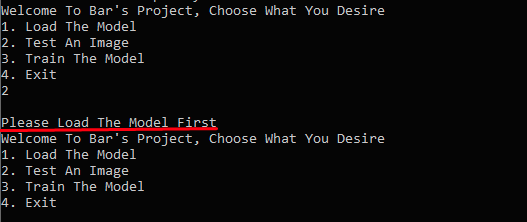 Welcome To Bar's Project, Choose What You Desire
1. Load The Model
2. Test An Image
3. Train The Model
4. Exit
2
Please Load The Model First
Welcome To Bar's Project, Choose What You Desire
1. Load The Model
2. Test An Image
3. Train The Model
4. Exit